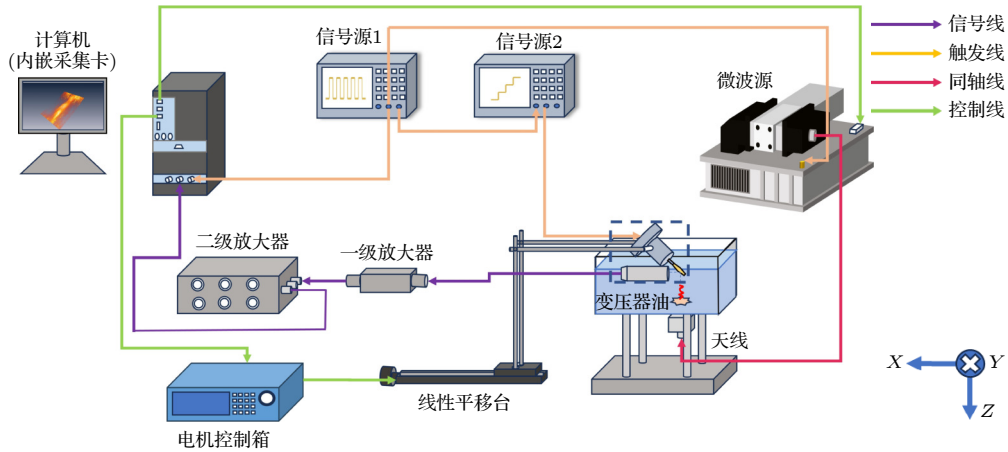 计算机
(内嵌采集卡)
信号源1
信号源2
微波源
信号线
触发线
同轴线
控制线
二级放大器
一级放大器
变压器油
天线
线性平移台
电机控制箱
X
Y
Z